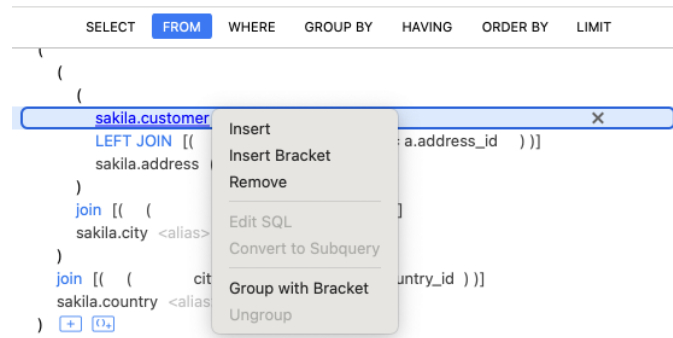 SELECT FROM WHERE GROUP BY HAVING ORDER BY LIMIT
(
(
(
sakila.customer ×
LEFT JOIN [( = a.address_id ) )]
sakila.address (
)
join [( ( ]
sakila.city <alias>
)
join [( ( cit untry_id ) )]
sakila.country <alias
) + ()+
Insert
Insert Bracket
Remove
Edit SQL
Convert to Subquery
Group with Bracket
Ungroup